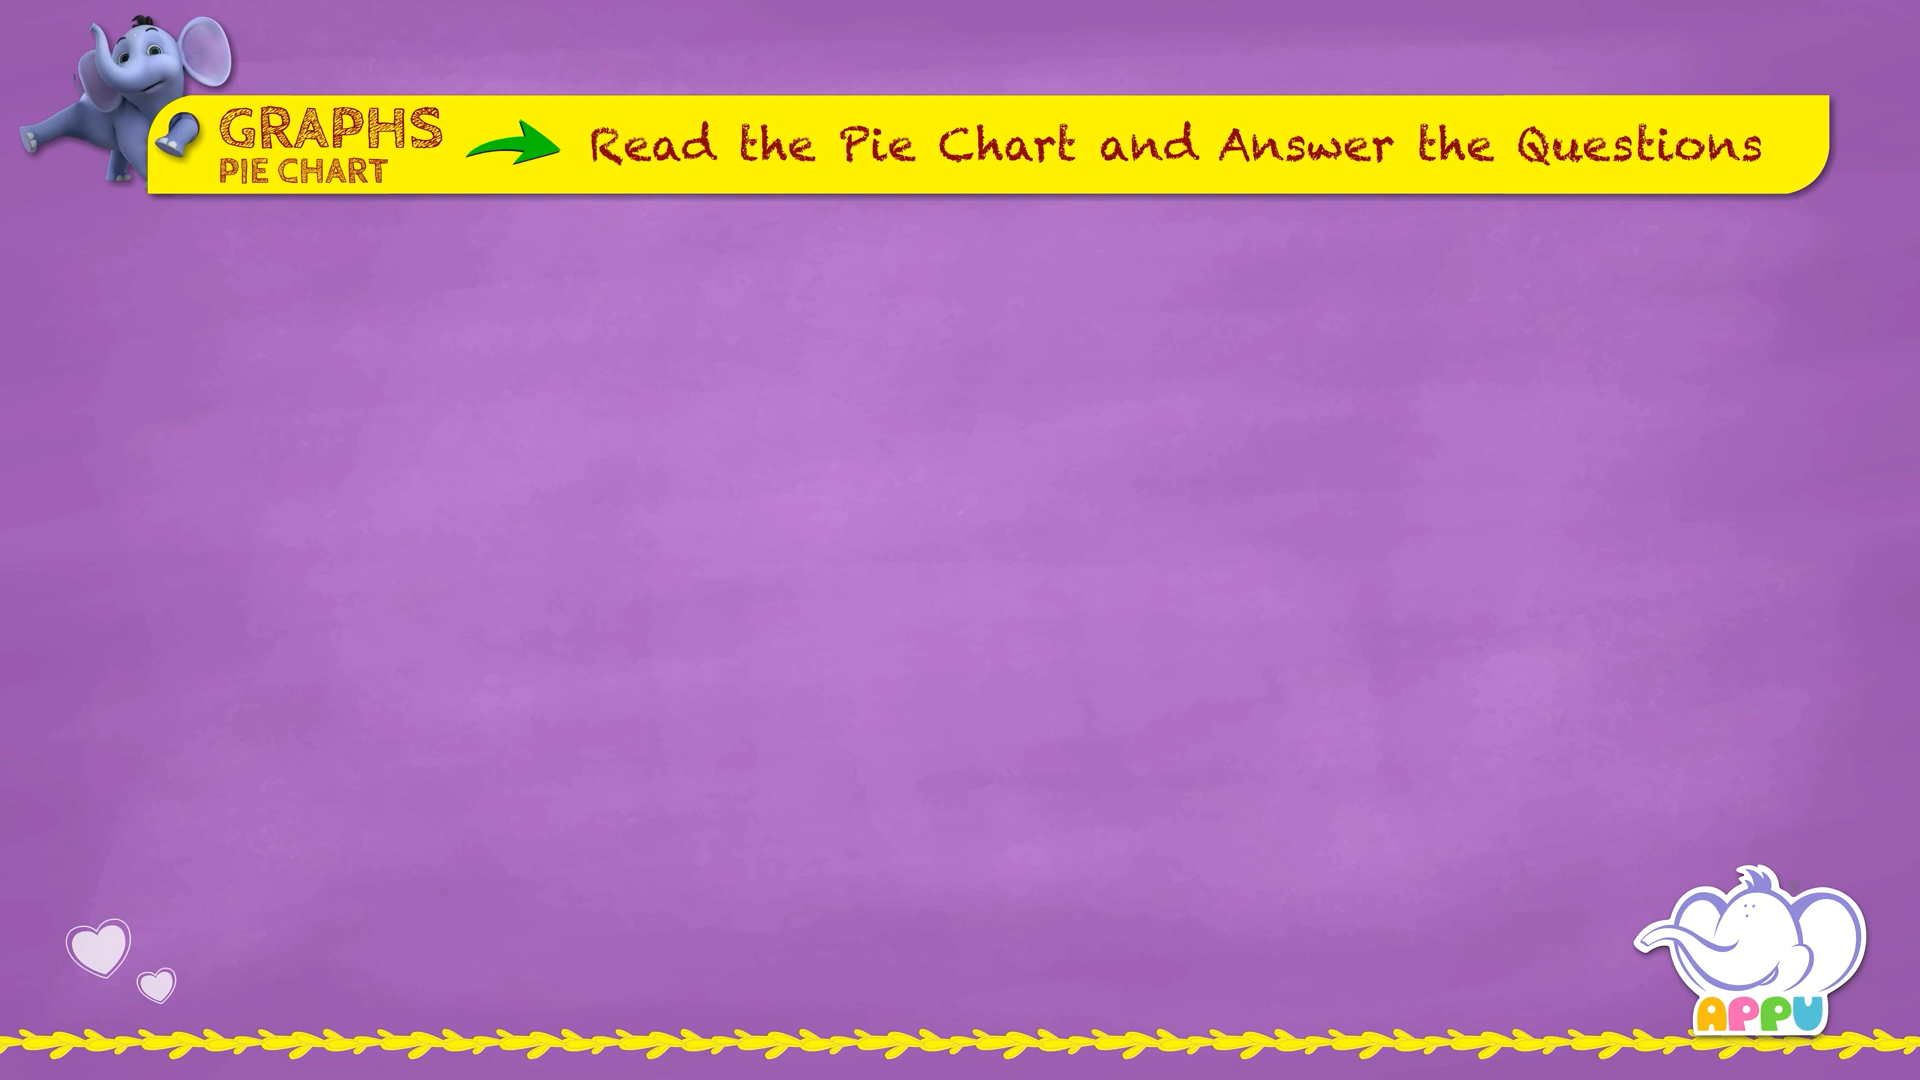 GRAPHS
PIE CHART
Read the Pie Chart and Answer the Questions
APPU